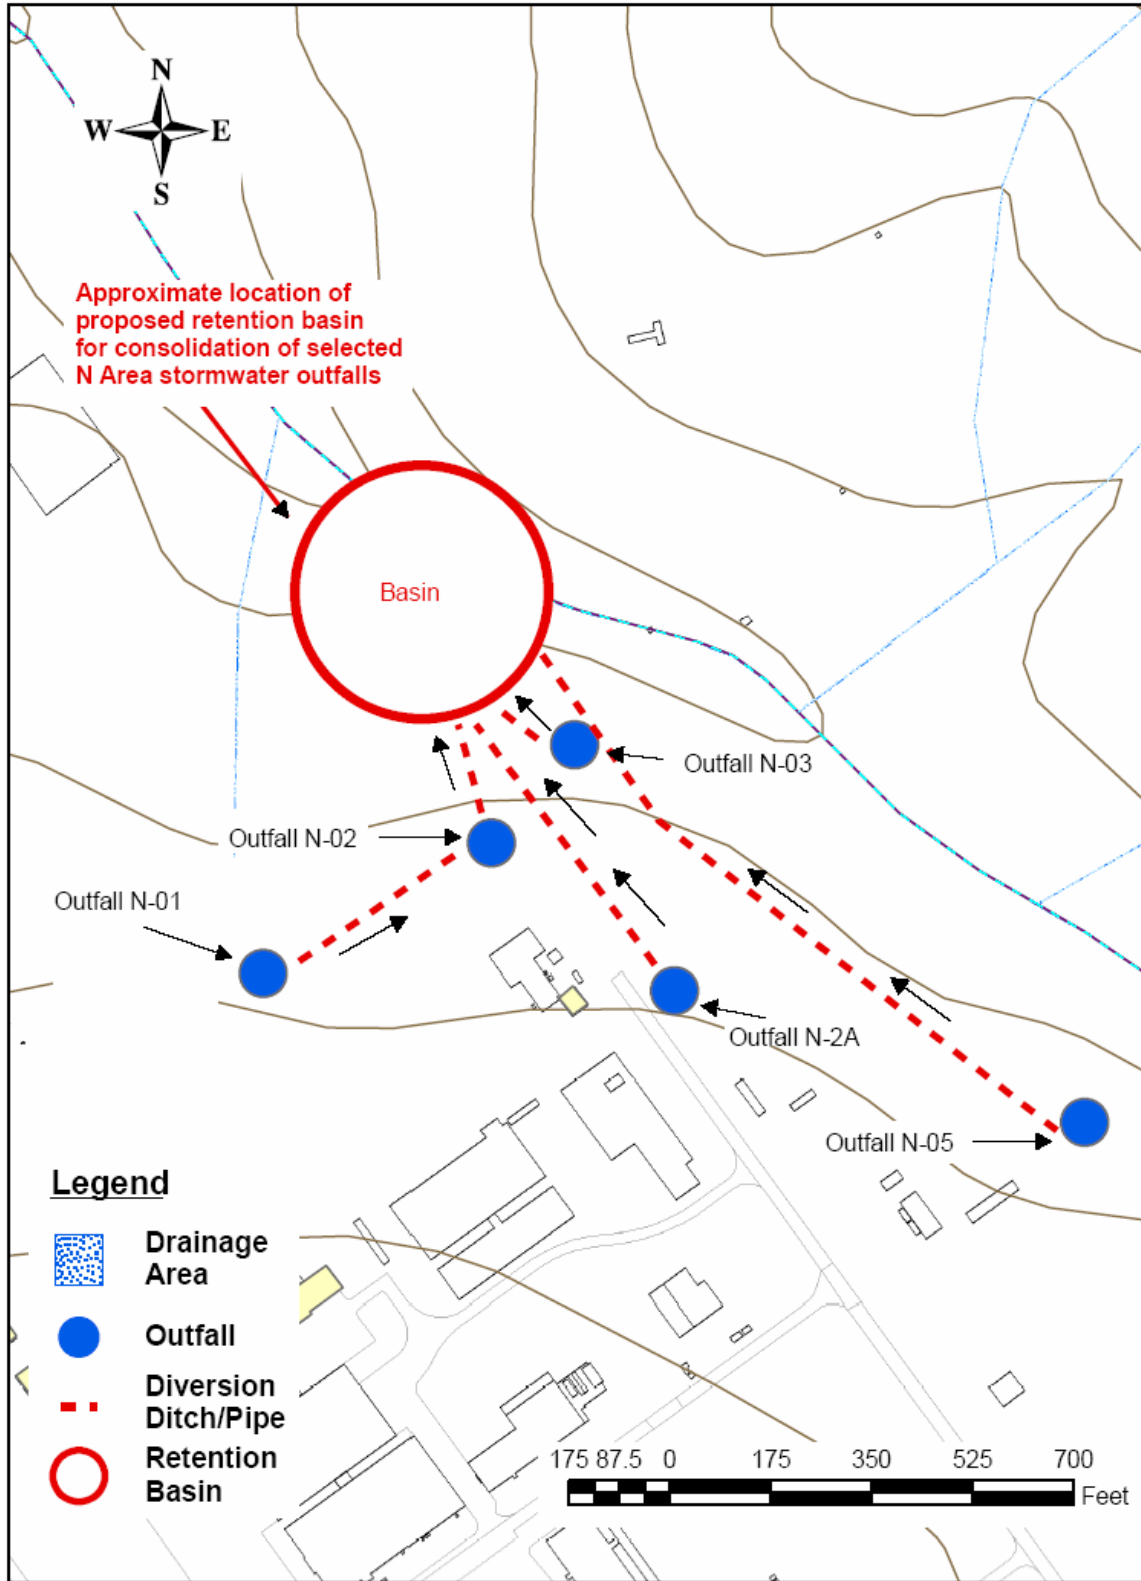 N
W E
S
Approximate location of
proposed retention basin
for consolidation of selected
N Area stormwater outfalls
Basin
Outfall N-03
Outfall N-02
Outfall N-01
Outfall N-2A
Outfall N-05
Legend
Drainage
Area
Outfall
Diversion
Ditch/Pipe
Retention
Basin
175 87.5 0 175 350 525 700
Feet